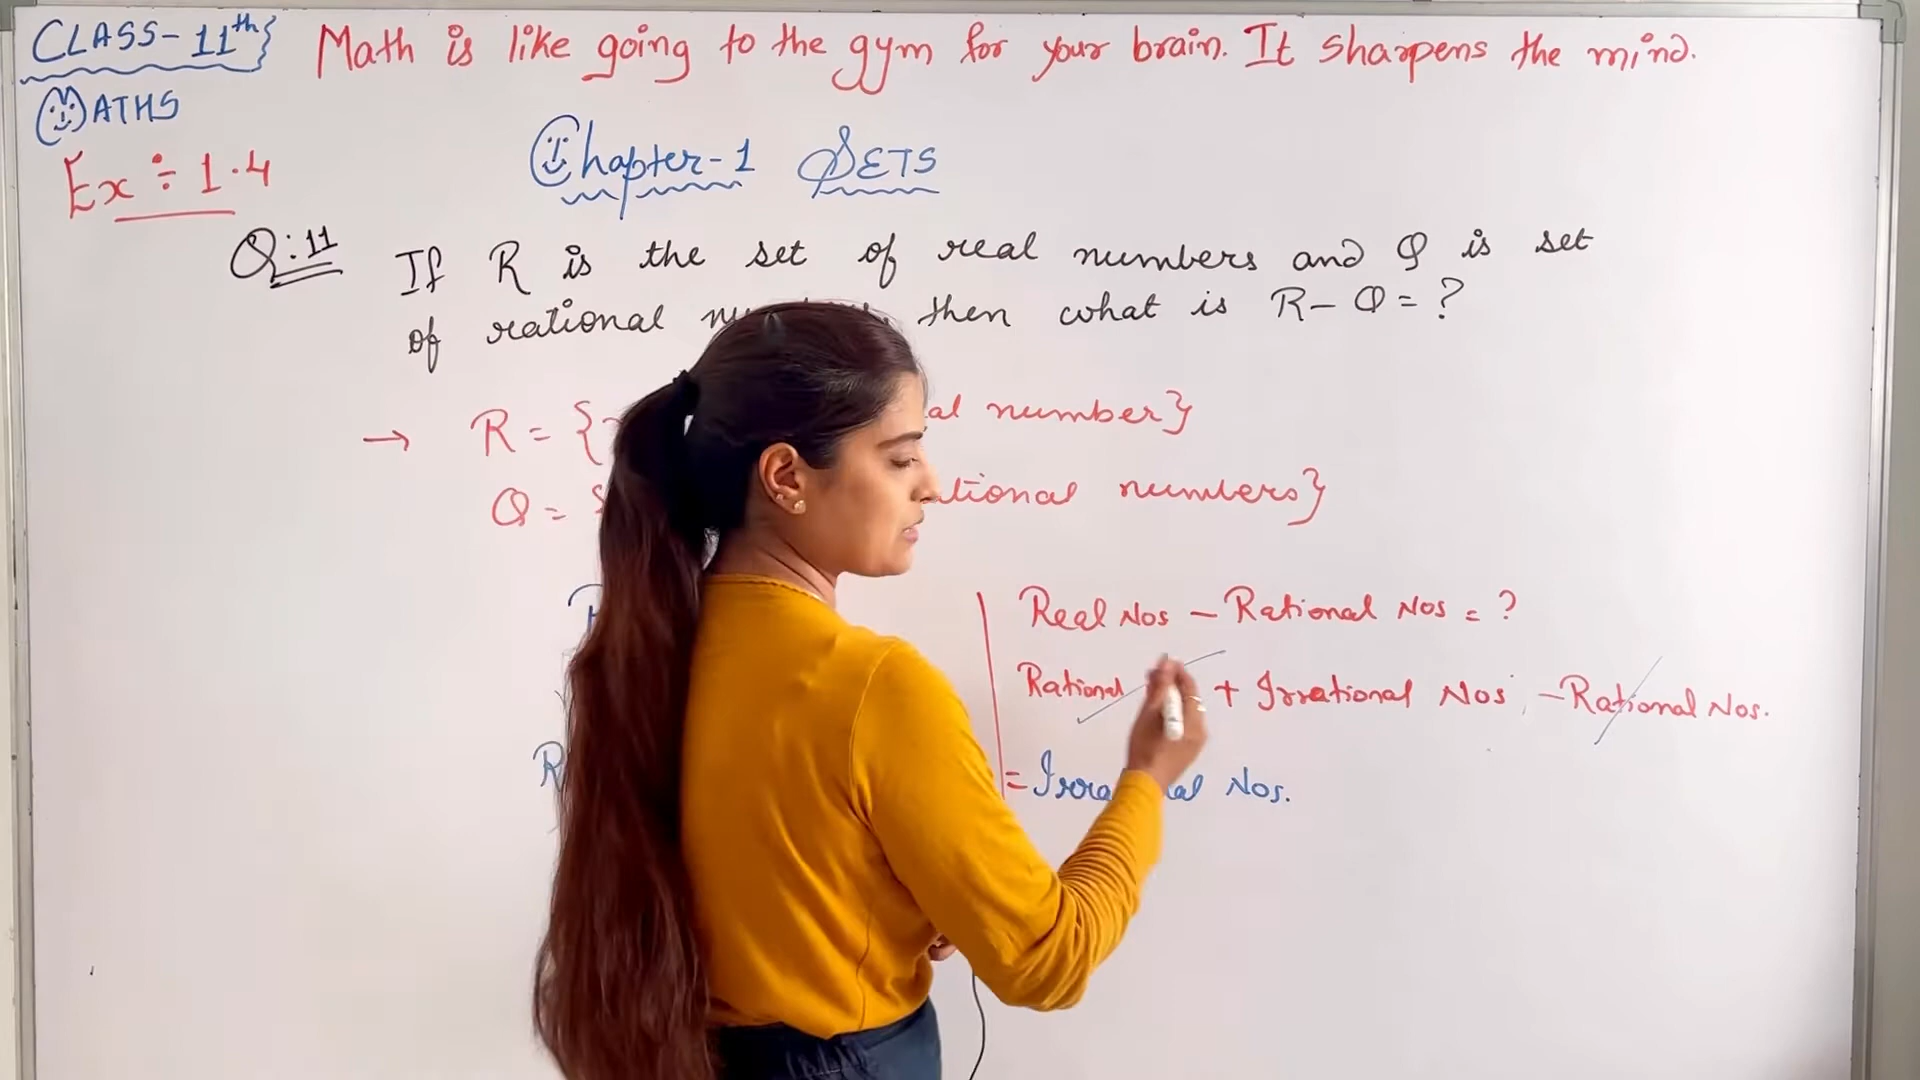 CLASS-11th}
Math is like going to the gym for your brain. It sharpens the mind.
MATHS
Chapter-1 SETS
Ex ÷ 1.4
Q:11 If R is the set of real numbers and Q is set
of rational then what is R - Q = ?
→ R = { al number}
Q = { tional numbers}
Real Nos - Rational Nos = ?
Rational + Irrational Nos - Rational Nos.
R
= Irrational Nos.